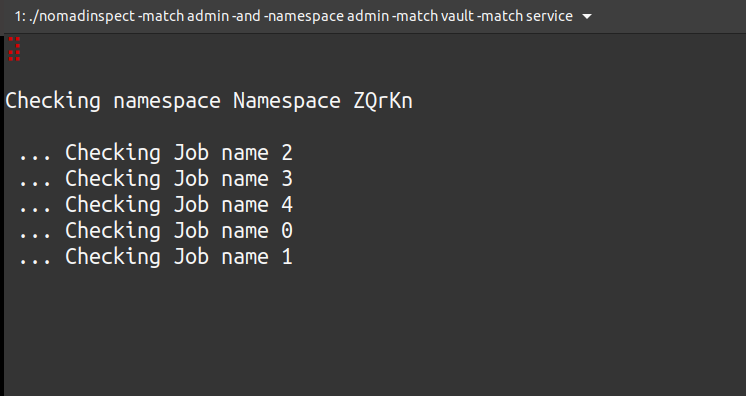 1: ./nomadinspect -match admin -and -namespace admin -match vault -match service
Checking namespace Namespace ZQrKn
... Checking Job name 2
... Checking Job name 3
... Checking Job name 4
... Checking Job name 0
... Checking Job name 1